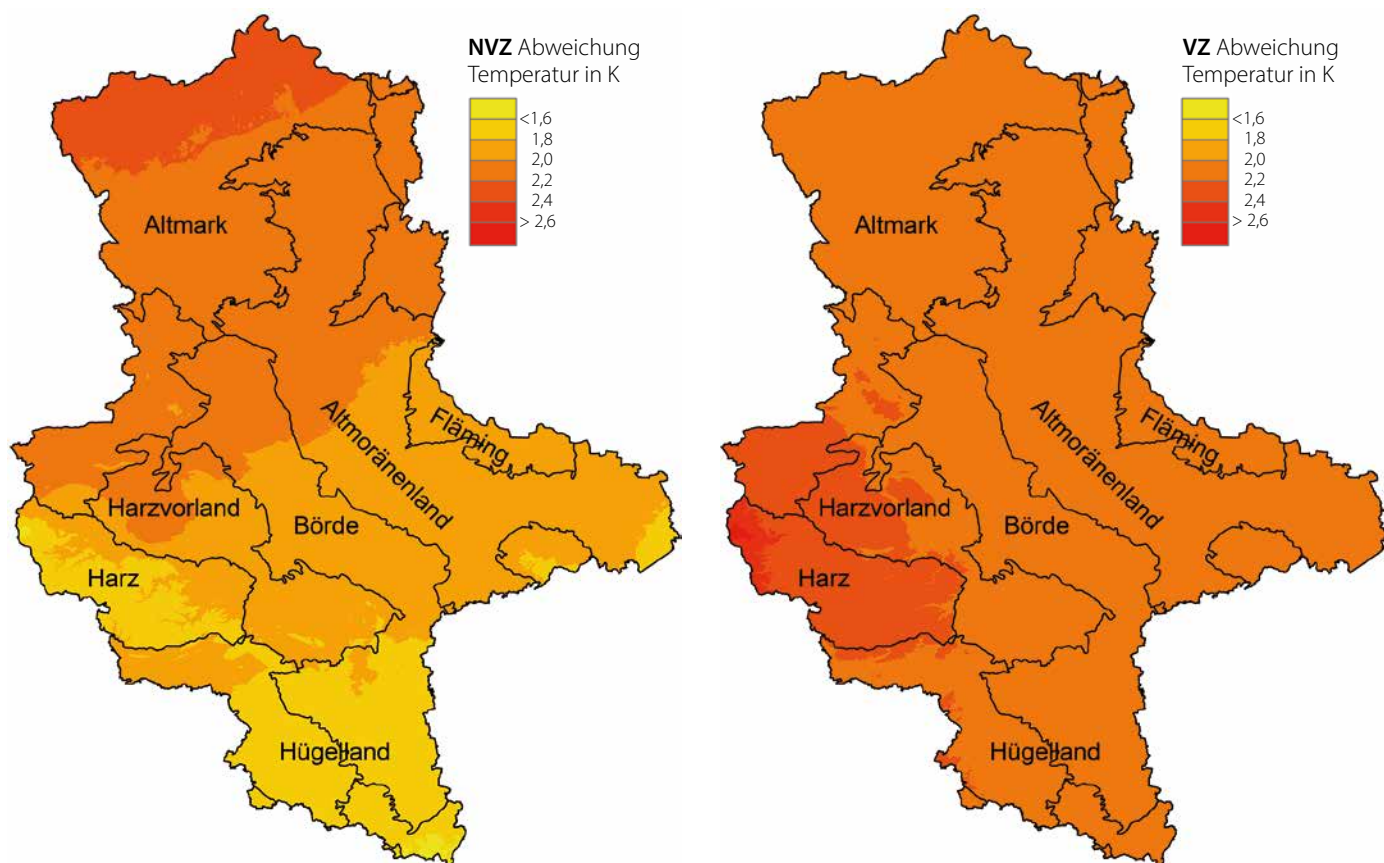 NVZ Abweichung
Temperatur in K
<1,6
1,8
2,0
2,2
2,4
> 2,6
Altmark
Altmoränenland
Fläming
Harzvorland
Börde
Harz
Hügelland
VZ Abweichung
Temperatur in K
<1,6
1,8
2,0
2,2
2,4
> 2,6
Altmark
Altmoränenland
Fläming
Harzvorland
Börde
Harz
Hügelland